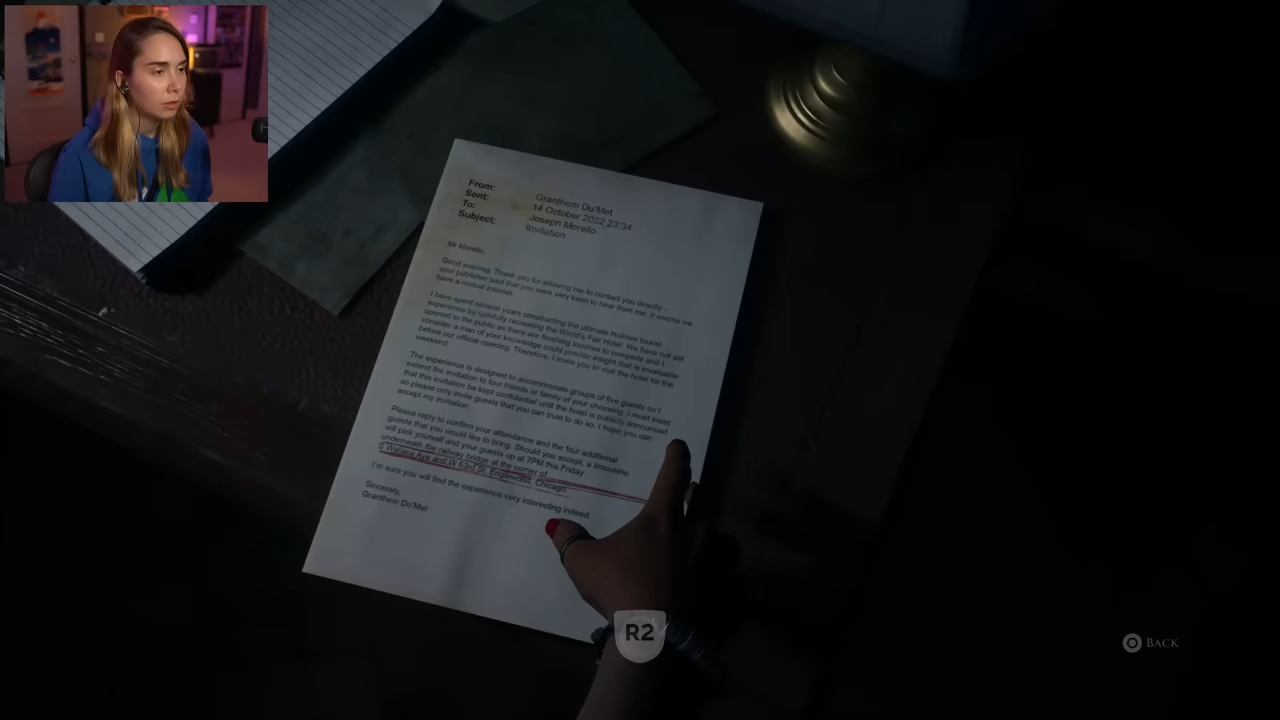 From: Granthem Du'Met
Sent: 14 October 2022 23:34
To: Joseph Morello
Subject: Invitation
Mr Morello,
Good evening. Thank you for allowing me to contact you directly -
your publisher said that you were very keen to hear from me. It seems we
have a mutual interest.
I have spent several years constructing the ultimate Holmes tourist
experience by faithfully recreating the World's Fair Hotel. We have not yet
opened to the public as there are finishing touches to complete and I
consider a man of your knowledge could provide insight that is invaluable
before our official opening. Therefore, I invite you to visit the hotel for the
weekend.
The experience is designed to accommodate groups of five guests so I
extend the invitation to four friends or family of your choosing. I must insist
that this invitation be kept confidential until the hotel is publicly announced
so please only invite guests that you can trust to do so. I hope you can
accept my invitation.
Please reply to confirm your attendance and the four additional
guests that you would like to bring. Should you accept, a limousine
will pick yourself and your guests up at 7PM this Friday
underneath the railway bridge at the corner of
S Wallace Ave and W 63rd St, Englewood, Chicago.
I'm sure you will find the experience very interesting indeed.
Sincerely,
Granthem Du'Met
R2
BACK